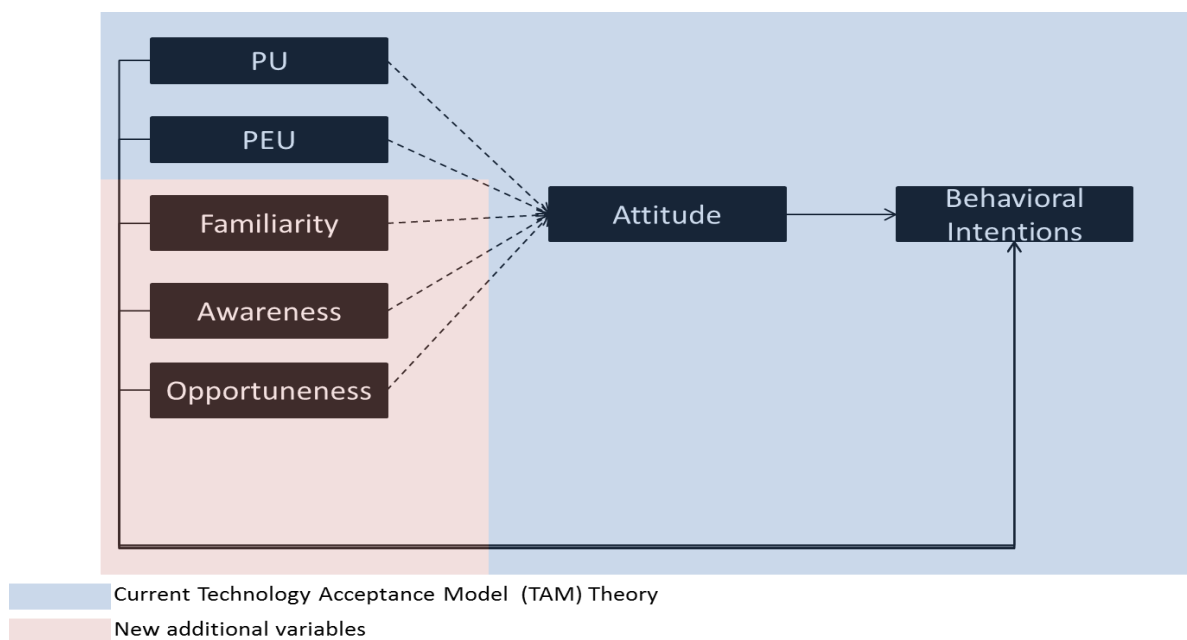 PU
PEU
Familiarity
Awareness
Opportuneness
Attitude
Behavioral
Intentions
Current Technology Acceptance Model (TAM) Theory
New additional variables